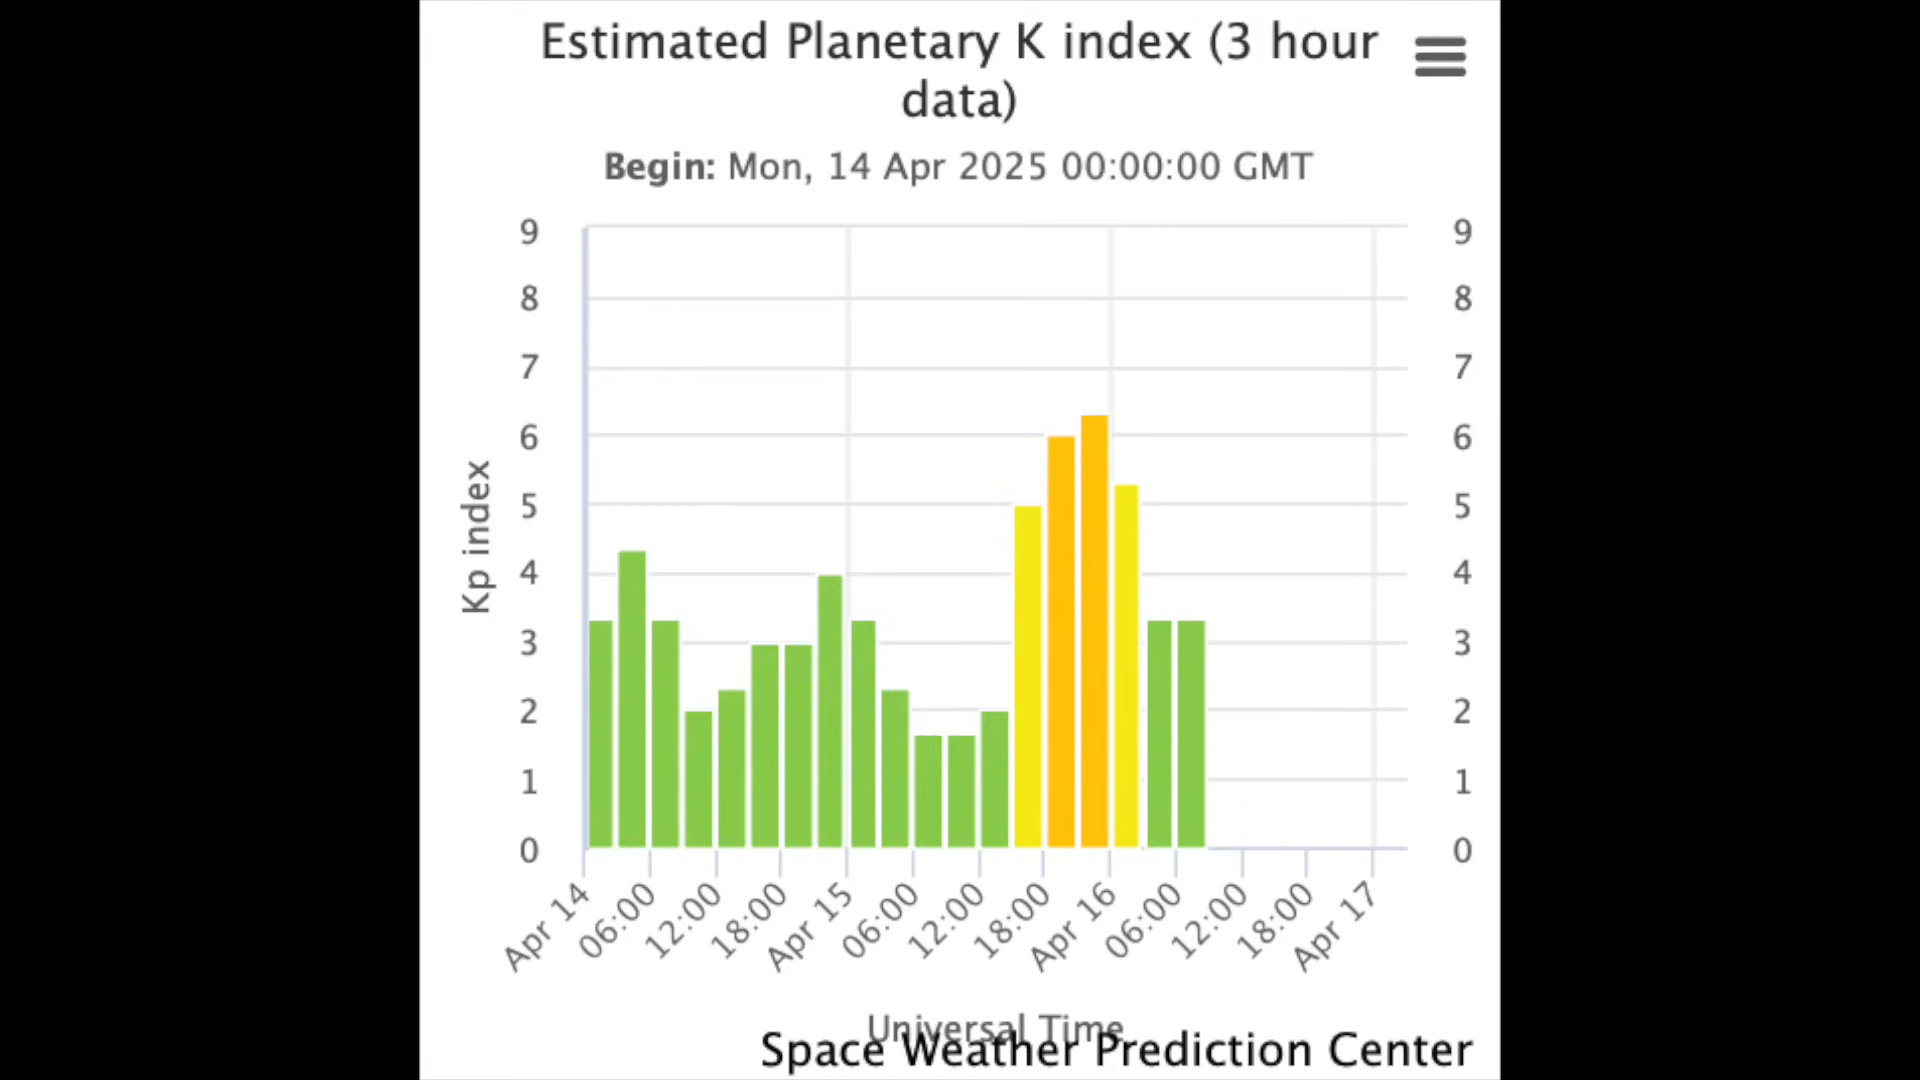 Estimated Planetary K index (3 hour
data)
Begin: Mon, 14 Apr 2025 00:00:00 GMT
Kp index
9
8
7
6
5
4
3
2
1
0
9
8
7
6
5
4
3
2
1
0
Apr 14
06:00
12:00
18:00
Apr 15
06:00
12:00
18:00
Apr 16
06:00
12:00
18:00
Apr 17
Universal Time
Space Weather Prediction Center